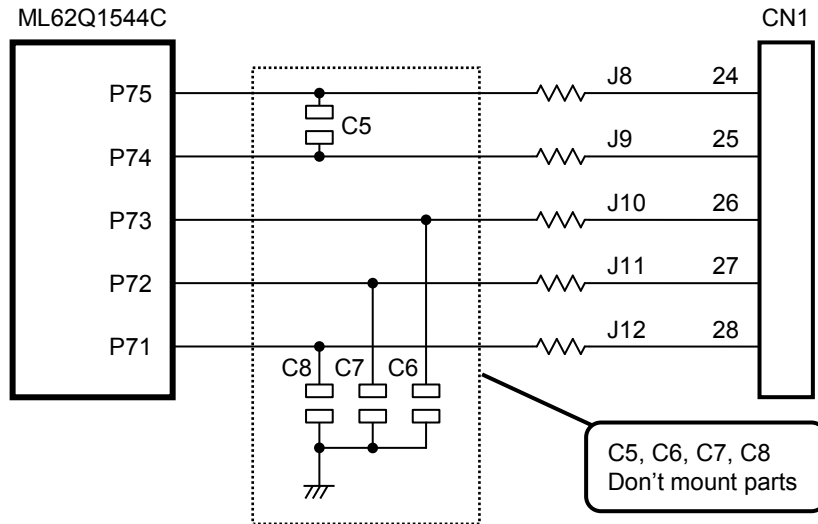 ML62Q1544C CN1
P75 J8 24
C5
P74 J9 25
P73 J10 26
P72 J11 27
P71 J12 28
C8 C7 C6
C5, C6, C7, C8
Don’t mount parts